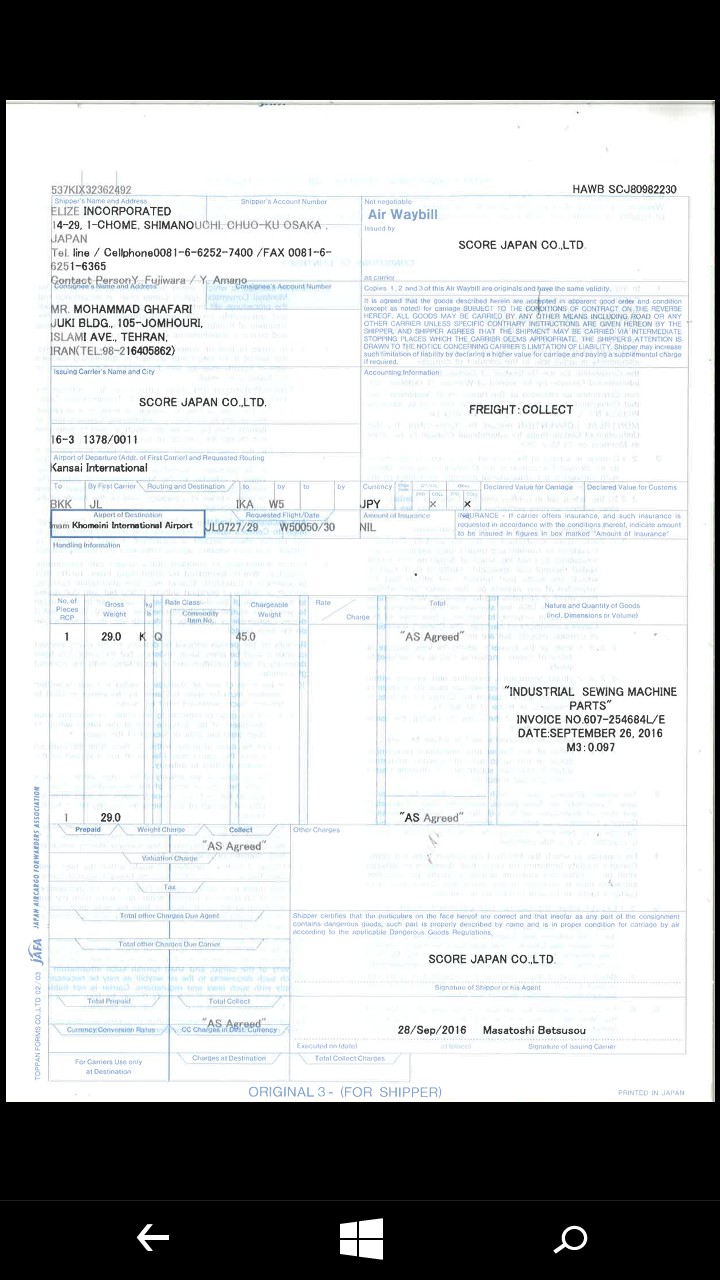 537KIX32362492
HAWB SCJ80982230
Shipper's Name and Address
Shipper's Account Number
ELIZE INCORPORATED
14-29, 1-CHOME, SHIMANOUCHI. CHUO-KU OSAKA ,
JAPAN
Tel. line / Cellphone0081-6-6252-7400 /FAX 0081-6-
6251-6365
Contact PersonY. Fujiwara / Y. Amano
Not negotiable
Air Waybill
Issued by
SCORE JAPAN CO.,LTD.
as carrier
Consignee's Name and Address
Consignee's Account Number
MR. MOHAMMAD GHAFARI
JUKI BLDG., 105-JOMHOURI,
ISLAMI AVE., TEHRAN,
IRAN(TEL:98-216405862)
Copies 1, 2 and 3 of this Air Waybill are originals and have the same validity.
It is agreed that the goods described herein are accepted in apparent good order and condition
(except as noted) for carriage SUBJECT TO THE CONDITIONS OF CONTRACT ON THE REVERSE
HEREOF. ALL GOODS MAY BE CARRIED BY ANY OTHER MEANS INCLUDING ROAD OR ANY
OTHER CARRIER UNLESS SPECIFIC CONTRARY INSTRUCTIONS ARE GIVEN HEREON BY THE
SHIPPER, AND SHIPPER AGREES THAT THE SHIPMENT MAY BE CARRIED VIA INTERMEDIATE
STOPPING PLACES WHICH THE CARRIER DEEMS APPROPRIATE. THE SHIPPER'S ATTENTION IS
DRAWN TO THE NOTICE CONCERNING CARRIER'S LIMITATION OF LIABILITY. Shipper may increase
such limitation of liability by declaring a higher value for carriage and paying a supplemental charge
if required.
Issuing Carrier's Name and City
SCORE JAPAN CO.,LTD.
Accounting Information:
FREIGHT:COLLECT
16-3 1378/0011
Airport of Departure (Addr. of First Carrier) and Requested Routing
Kansai International
To
By First Carrier
Routing and Destination
to
by
to
by
BKK
JL
IKA
W5
Currency
JPY
x
x
Declared Value for Carriage
Declared Value for Customs
Airport of Destination
Imam Khomeini International Airport
Requested Flight/Date
JL0727/29
W50050/30
Amount of Insurance
NIL
INSURANCE - If carrier offers insurance, and such insurance is
requested in accordance with the conditions thereof, indicate amount
to be insured in figures in box marked "Amount of Insurance"
Handling Information
No. of
Pieces
RCP
Gross
Weight
kg
lb
Rate Class
Commodity
Item No.
Chargeable
Weight
Rate
Charge
Total
Nature and Quantity of Goods
(incl. Dimensions or Volume)
1
29.0
K
Q
45.0
"AS Agreed"
"INDUSTRIAL SEWING MACHINE
PARTS"
INVOICE NO.607-254684L/E
DATE:SEPTEMBER 26, 2016
M3:0.097
1
29.0
"AS Agreed"
Prepaid
Weight Charge
Collect
"AS Agreed"
Other Charges
Valuation Charge
Tax
Total other Charges Due Agent
Total other Charges Due Carrier
Shipper certifies that the particulars on the face hereof are correct and that insofar as any part of the consignment
contains dangerous goods, such part is properly described by name and is in proper condition for carriage by air
according to the applicable Dangerous Goods Regulations.
SCORE JAPAN CO.,LTD.
Signature of Shipper or his Agent
Total Prepaid
Total Collect
"AS Agreed"
Currency Conversion Rates
CC Charges in Dest. Currency
28/Sep/2016
Masatoshi Betsusou
Executed on (date)
Signature of Issuing Carrier
For Carriers Use only
at Destination
Charges at Destination
Total Collect Charges
ORIGINAL 3 - (FOR SHIPPER)
PRINTED IN JAPAN
TOPPAN FORMS CO.,LTD 02 / 03
JAFA
JAPAN AIRCARGO FORWARDERS ASSOCIATION